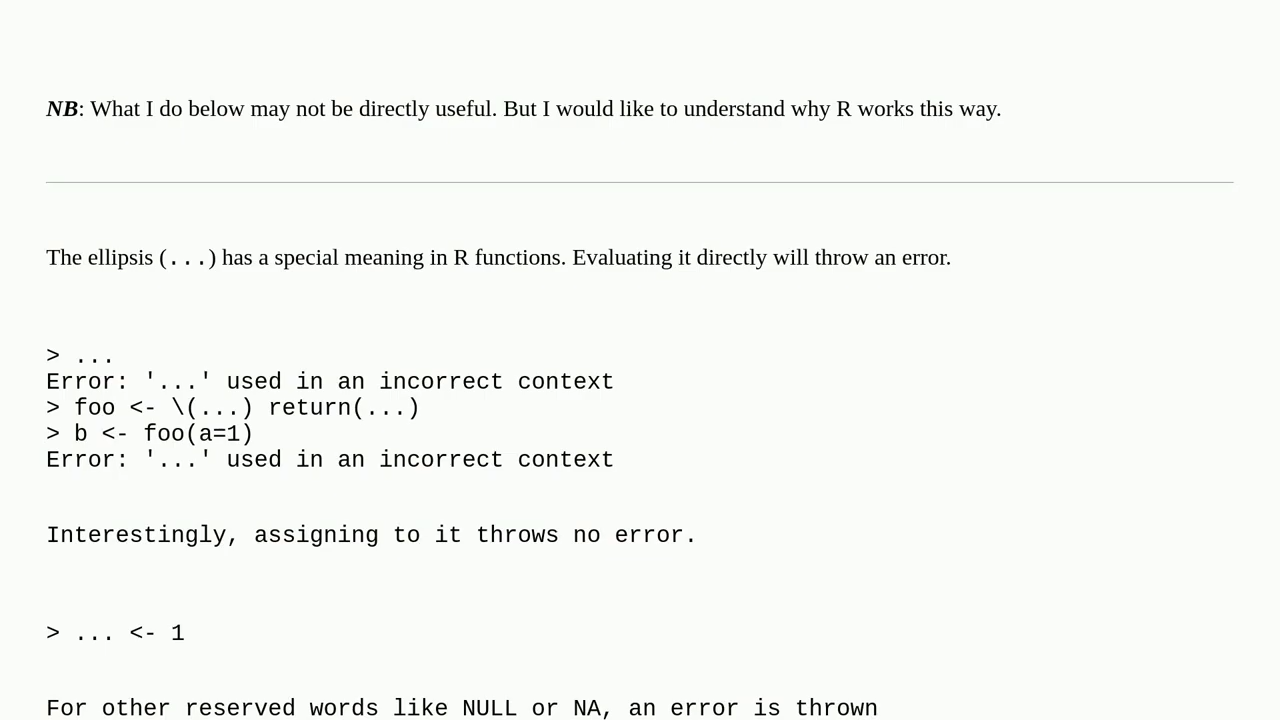 NB: What I do below may not be directly useful. But I would like to understand why R works this way.
The ellipsis (...) has a special meaning in R functions. Evaluating it directly will throw an error.
> ...
Error: '...' used in an incorrect context
> foo <- \(...) return(...)
> b <- foo(a=1)
Error: '...' used in an incorrect context
Interestingly, assigning to it throws no error.
> ... <- 1
For other reserved words like NULL or NA, an error is thrown